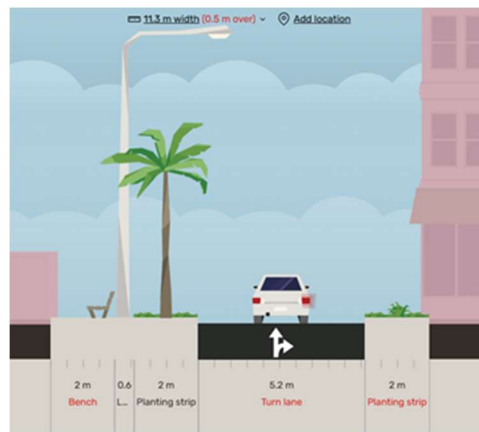 11.3 m width (0.5 m over) Add location
2 m 0.6 2 m 5.2 m 2 m
Bench L... Planting strip Turn lane Planting strip